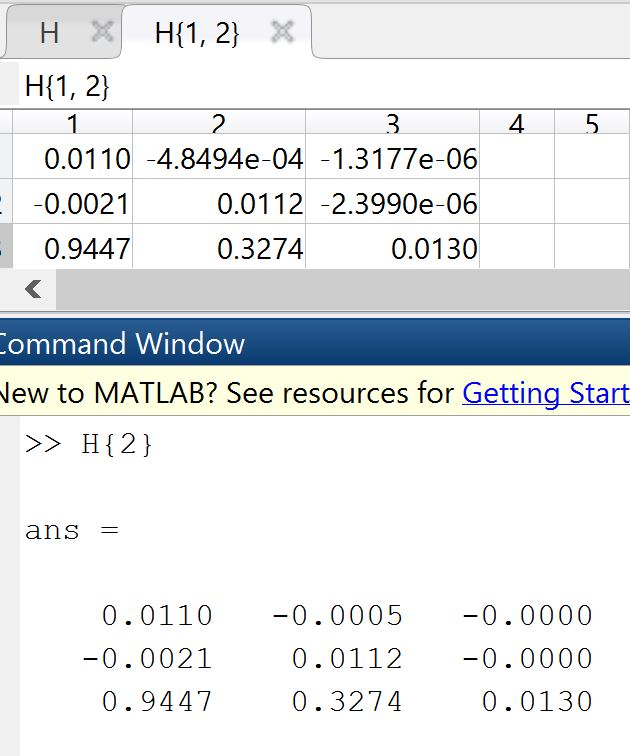 H H{1, 2}
H{1, 2}
1 2 3 4 5
0.0110 -4.8494e-04 -1.3177e-06
2 -0.0021 0.0112 -2.3990e-06
0.9447 0.3274 0.0130
Command Window
New to MATLAB? See resources for Getting Start
>> H{2}
ans =
0.0110 -0.0005 -0.0000
-0.0021 0.0112 -0.0000
0.9447 0.3274 0.0130